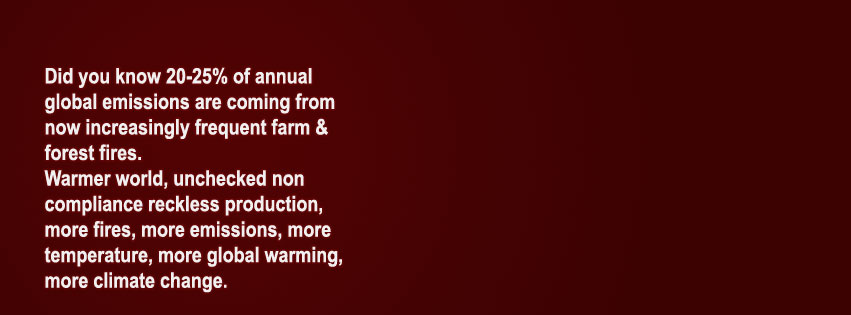 Did you know 20-25% of annual
global emissions are coming from
now increasingly frequent farm &
forest fires.
Warmer world, unchecked non
compliance reckless production,
more fires, more emissions, more
temperature, more global warming,
more climate change.